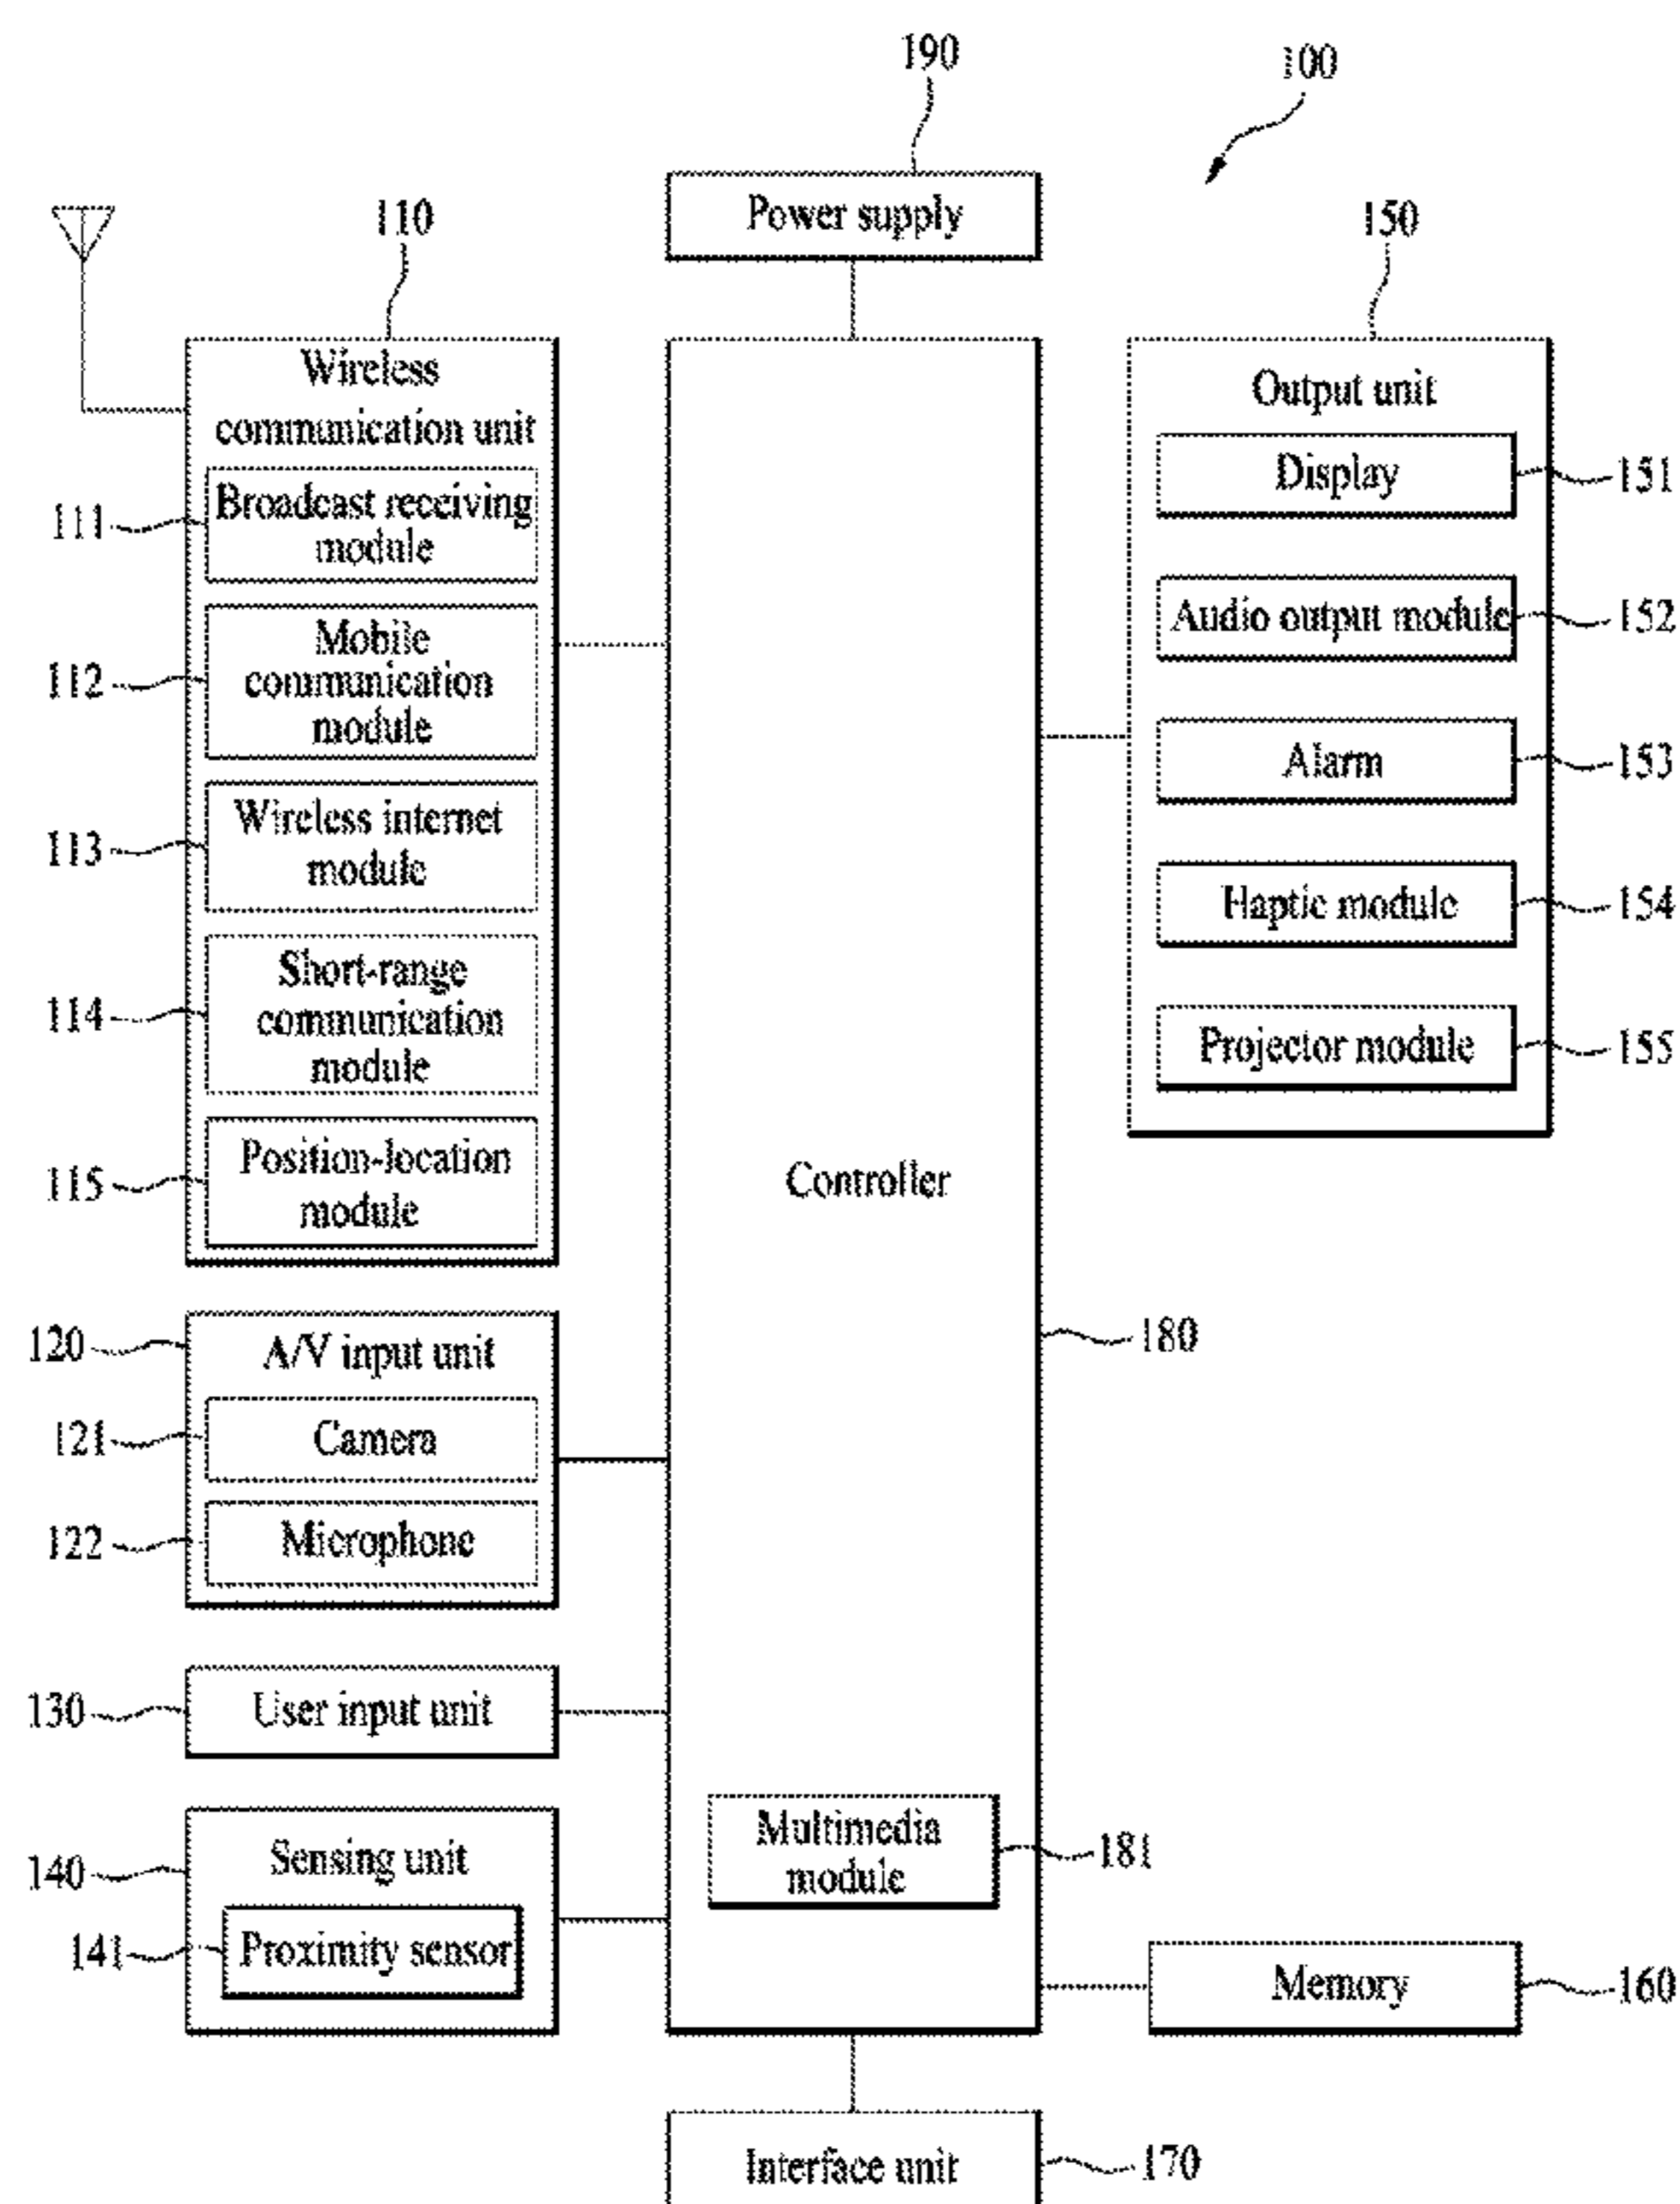 190
100
Power supply
110
150
Wireless
communication unit
Output unit
111
Broadcast receiving
module
Display
151
112
Mobile
communication
module
Audio output module
152
113
Wireless internet
module
Alarm
153
114
Short-range
communication
module
Haptic module
154
115
Position-location
module
Projector module
155
Controller
180
120
A/V input unit
121
Camera
122
Microphone
130
User input unit
140
Sensing unit
141
Proximity sensor
Multimedia
module
181
Memory
160
Interface unit
170